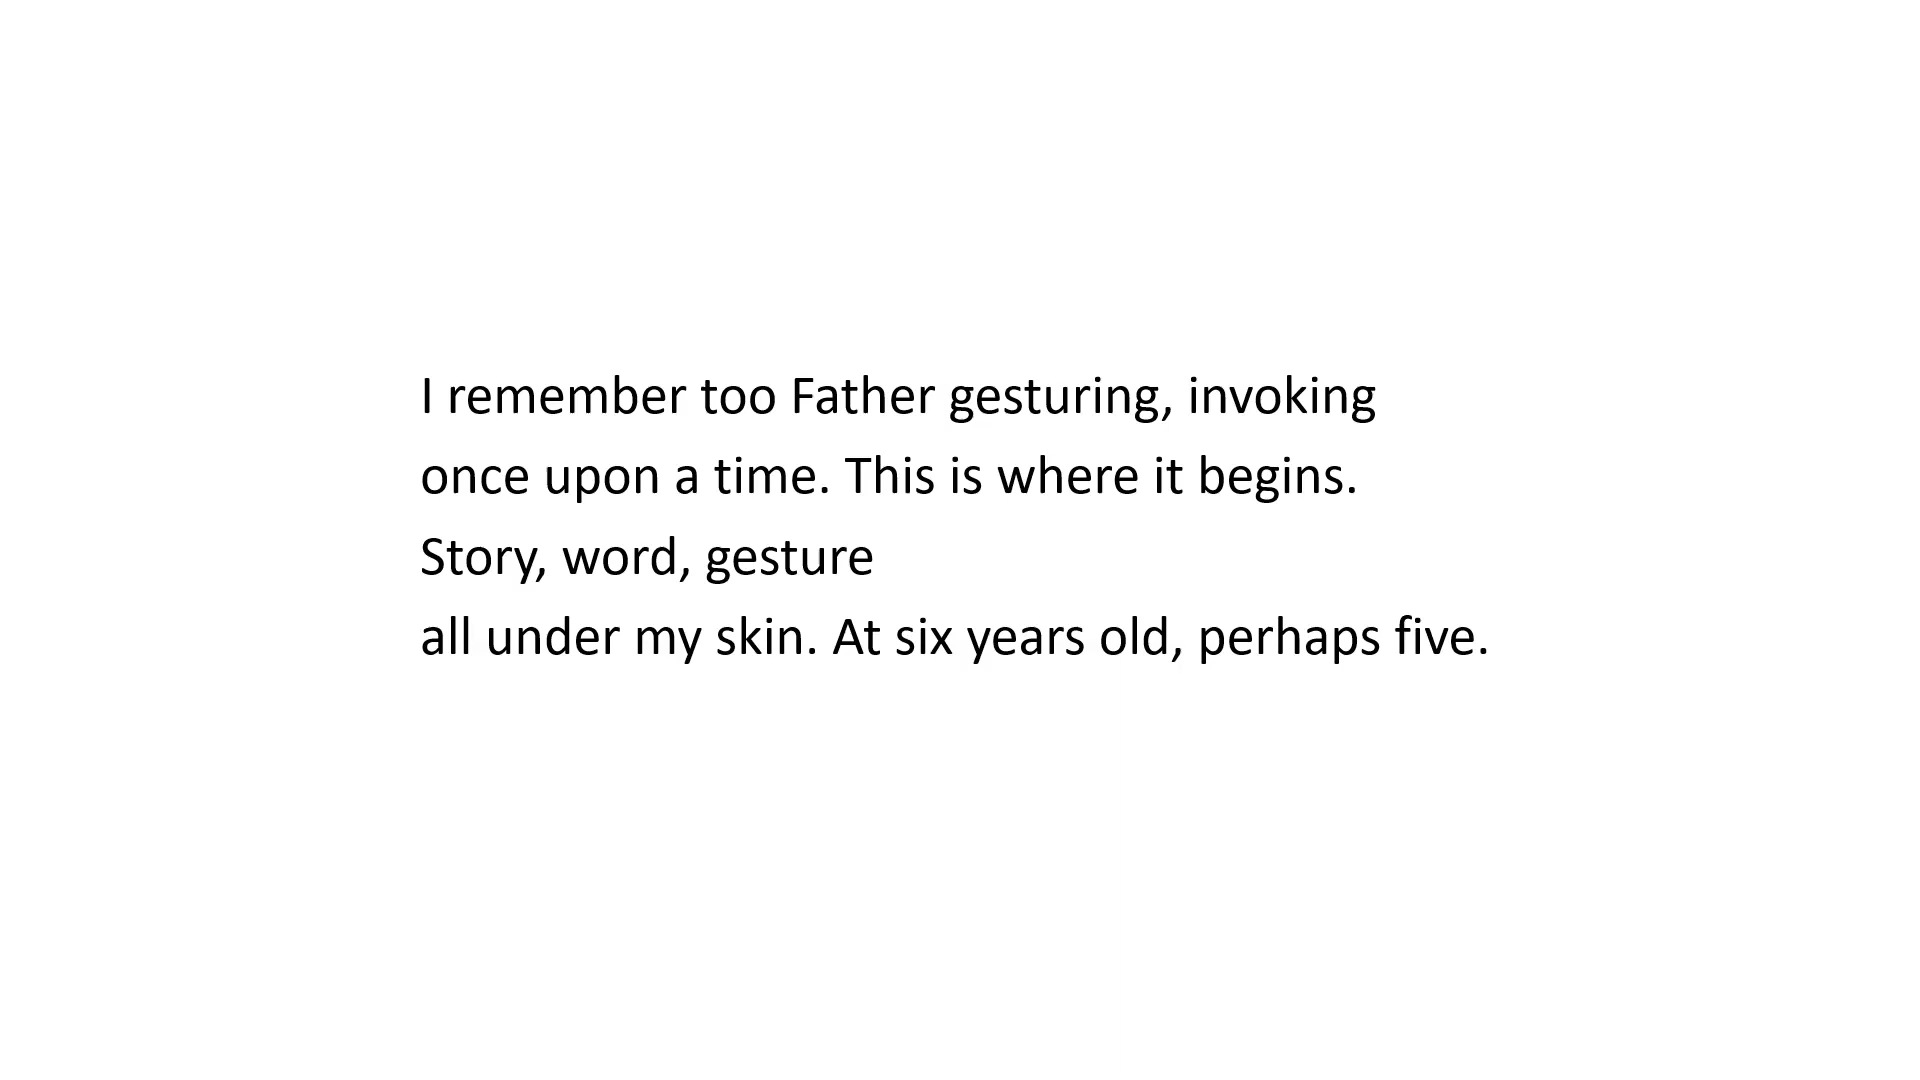 I remember too Father gesturing, invoking
once upon a time. This is where it begins.
Story, word, gesture
all under my skin. At six years old, perhaps five.